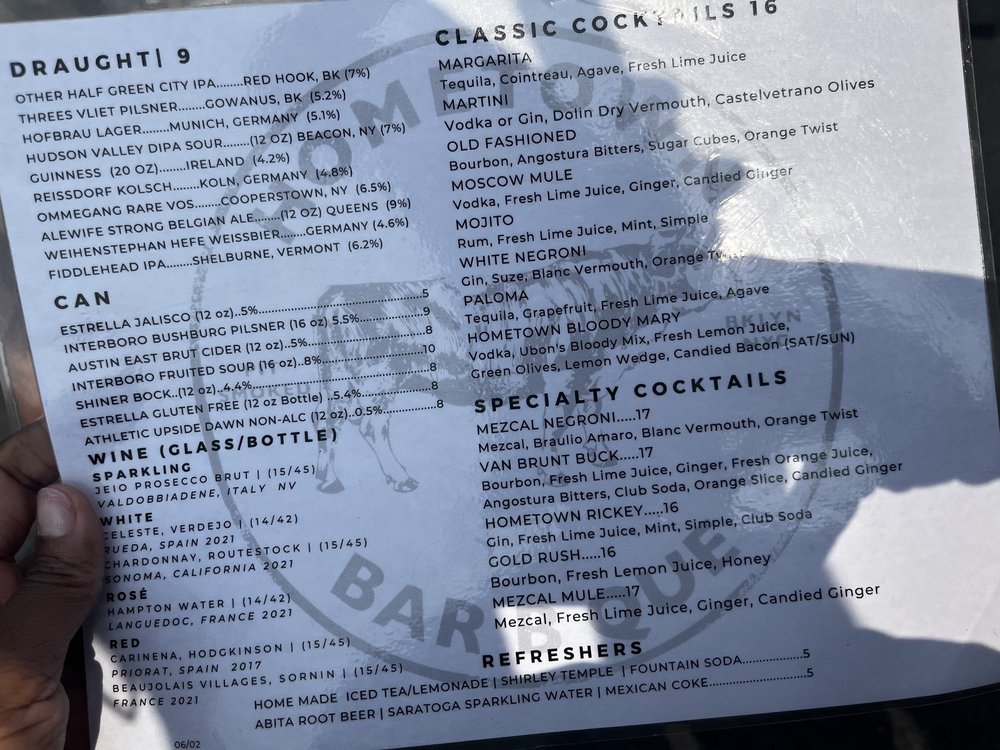 DRAUGHT| 9
OTHER HALF GREEN CITY IPA......RED HOOK, BK (7%)
THREES VLIET PILSNER.......GOWANUS, BK (5.2%)
HOFBRAU LAGER.......MUNICH, GERMANY (5.1%)
HUDSON VALLEY DIPA SOUR.......(12 OZ) BEACON, NY (7%)
GUINNESS (20 OZ).......IRELAND (4.2%)
REISSDORF KOLSCH.......KOLN, GERMANY (4.8%)
OMMEGANG RARE VOS.......COOPERSTOWN, NY (6.5%)
ALEWIFE STRONG BELGIAN ALE.......(12 OZ) QUEENS (9%)
WEIHENSTEPHAN HEFE WEISSBIER.......GERMANY (4.6%)
FIDDLEHEAD IPA.......SHELBURNE, VERMONT (6.2%)
CAN
ESTRELLA JALISCO (12 oz)..5%..............................5
INTERBORO BUSHBURG PILSNER (16 oz) 5.5%..............9
AUSTIN EAST BRUT CIDER (12 oz)..5%........................8
INTERBORO FRUITED SOUR (16 oz)..8%....................10
SHINER BOCK..(12 oz)..4.4%..................................8
ESTRELLA GLUTEN FREE (12 oz Bottle) ..5.4%..............8
ATHLETIC UPSIDE DAWN NON-ALC (12 oz)..0.5%..............8
WINE (GLASS/BOTTLE)
SPARKLING
JEIO PROSECCO BRUT | (15/45)
VALDOBBIADENE, ITALY NV
WHITE
CELESTE, VERDEJO | (14/42)
RUEDA, SPAIN 2021
CHARDONNAY, ROUTESTOCK | (15/45)
SONOMA, CALIFORNIA 2021
ROSÉ
HAMPTON WATER | (14/42)
LANGUEDOC, FRANCE 2021
RED
CARINENA, HODGKINSON | (15/45)
PRIORAT, SPAIN 2017
BEAUJOLAIS VILLAGES, SORNIN | (15/45)
FRANCE 2021
CLASSIC COCKTAILS 16
MARGARITA
Tequila, Cointreau, Agave, Fresh Lime Juice
MARTINI
Vodka or Gin, Dolin Dry Vermouth, Castelvetrano Olives
OLD FASHIONED
Bourbon, Angostura Bitters, Sugar Cubes, Orange Twist
MOSCOW MULE
Vodka, Fresh Lime Juice, Ginger, Candied Ginger
MOJITO
Rum, Fresh Lime Juice, Mint, Simple
WHITE NEGRONI
Gin, Suze, Blanc Vermouth, Orange Twist
PALOMA
Tequila, Grapefruit, Fresh Lime Juice, Agave
HOMETOWN BLOODY MARY
Vodka, Ubon's Bloody Mix, Fresh Lemon Juice,
Green Olives, Lemon Wedge, Candied Bacon (SAT/SUN)
SPECIALTY COCKTAILS
MEZCAL NEGRONI.....17
Mezcal, Braulio Amaro, Blanc Vermouth, Orange Twist
VAN BRUNT BUCK.....17
Bourbon, Fresh Lime Juice, Ginger, Fresh Orange Juice,
Angostura Bitters, Club Soda, Orange Slice, Candied Ginger
HOMETOWN RICKEY.....16
Gin, Fresh Lime Juice, Mint, Simple, Club Soda
GOLD RUSH.....16
Bourbon, Fresh Lemon Juice, Honey
MEZCAL MULE.....17
Mezcal, Fresh Lime Juice, Ginger, Candied Ginger
REFRESHERS
HOME MADE ICED TEA/LEMONADE | SHIRLEY TEMPLE | FOUNTAIN SODA................5
ABITA ROOT BEER | SARATOGA SPARKLING WATER | MEXICAN COKE.......................5
06/02
HOMETOWN
BKLYN
NYC
BAR B QUE